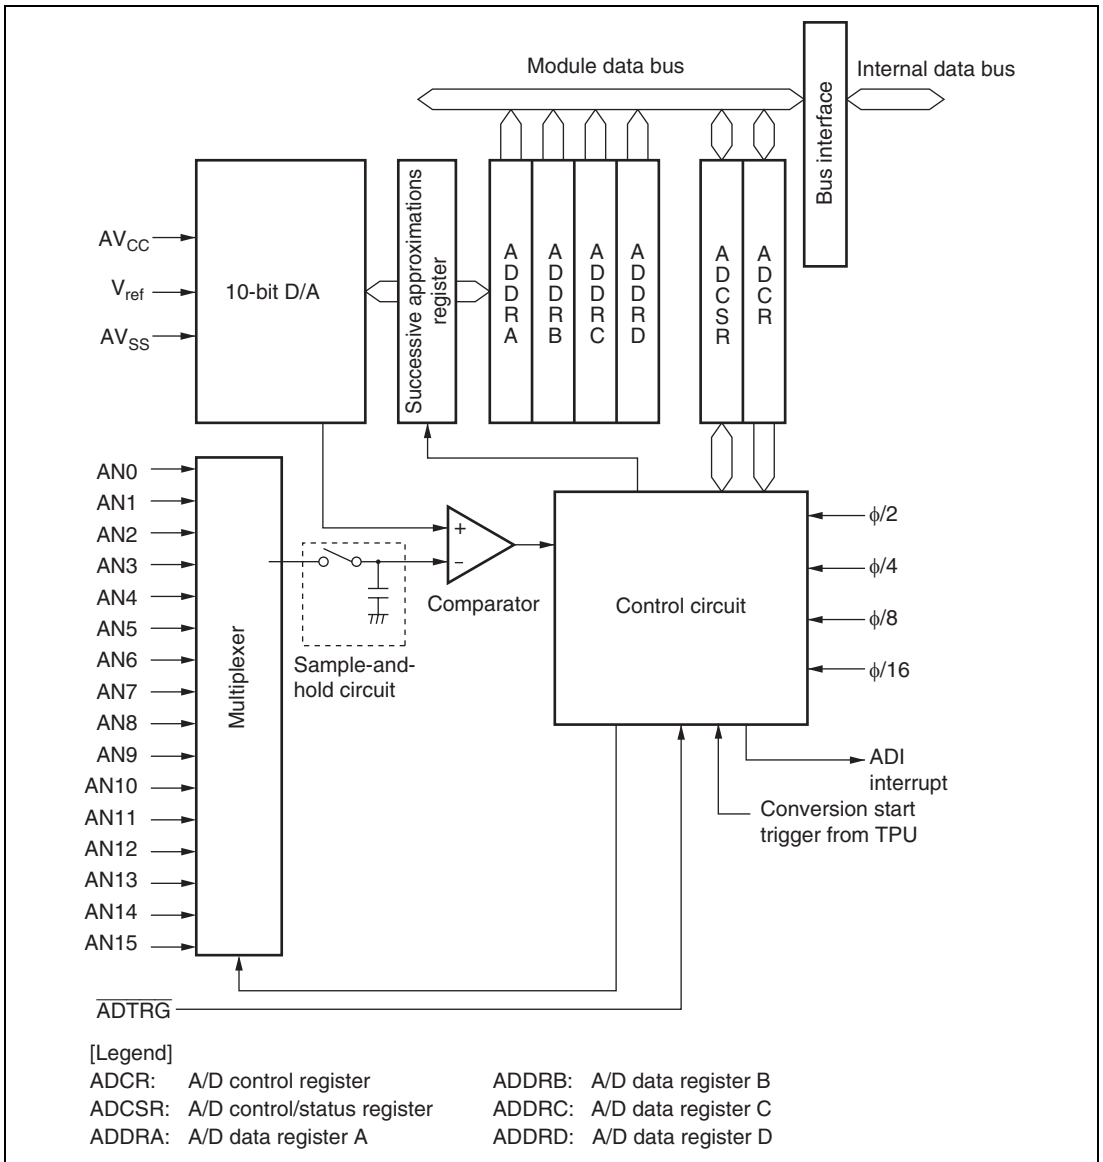 Module data bus
Internal data bus
Bus interface
AVCC
Vref
AVSS
10-bit D/A
Successive approximations
register
ADDRA
ADDRB
ADDRC
ADDRD
ADCSR
ADCR
AN0
AN1
AN2
AN3
AN4
AN5
AN6
AN7
AN8
AN9
AN10
AN11
AN12
AN13
AN14
AN15
Multiplexer
+
−
Comparator
Sample-and-
hold circuit
Control circuit
ϕ/2
ϕ/4
ϕ/8
ϕ/16
ADI
interrupt
Conversion start
trigger from TPU
ADTRG
[Legend]
ADCR: A/D control register
ADCSR: A/D control/status register
ADDRA: A/D data register A
ADDRB: A/D data register B
ADDRC: A/D data register C
ADDRD: A/D data register D